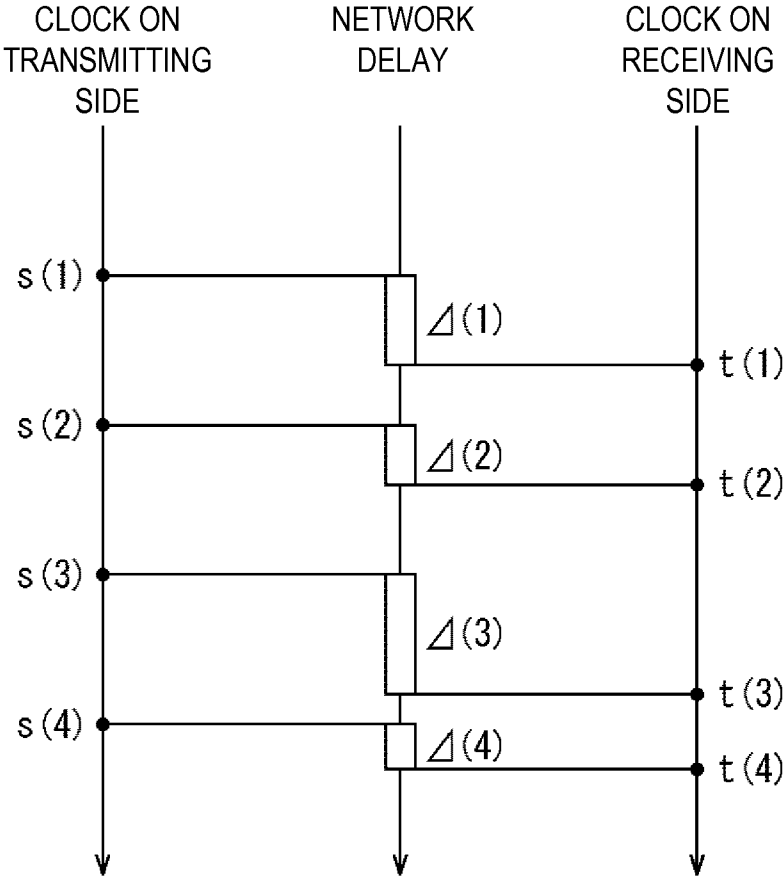 CLOCK ON
TRANSMITTING
SIDE
NETWORK
DELAY
CLOCK ON
RECEIVING
SIDE
s(1)
⊿(1)
t(1)
s(2)
⊿(2)
t(2)
s(3)
⊿(3)
t(3)
s(4)
⊿(4)
t(4)